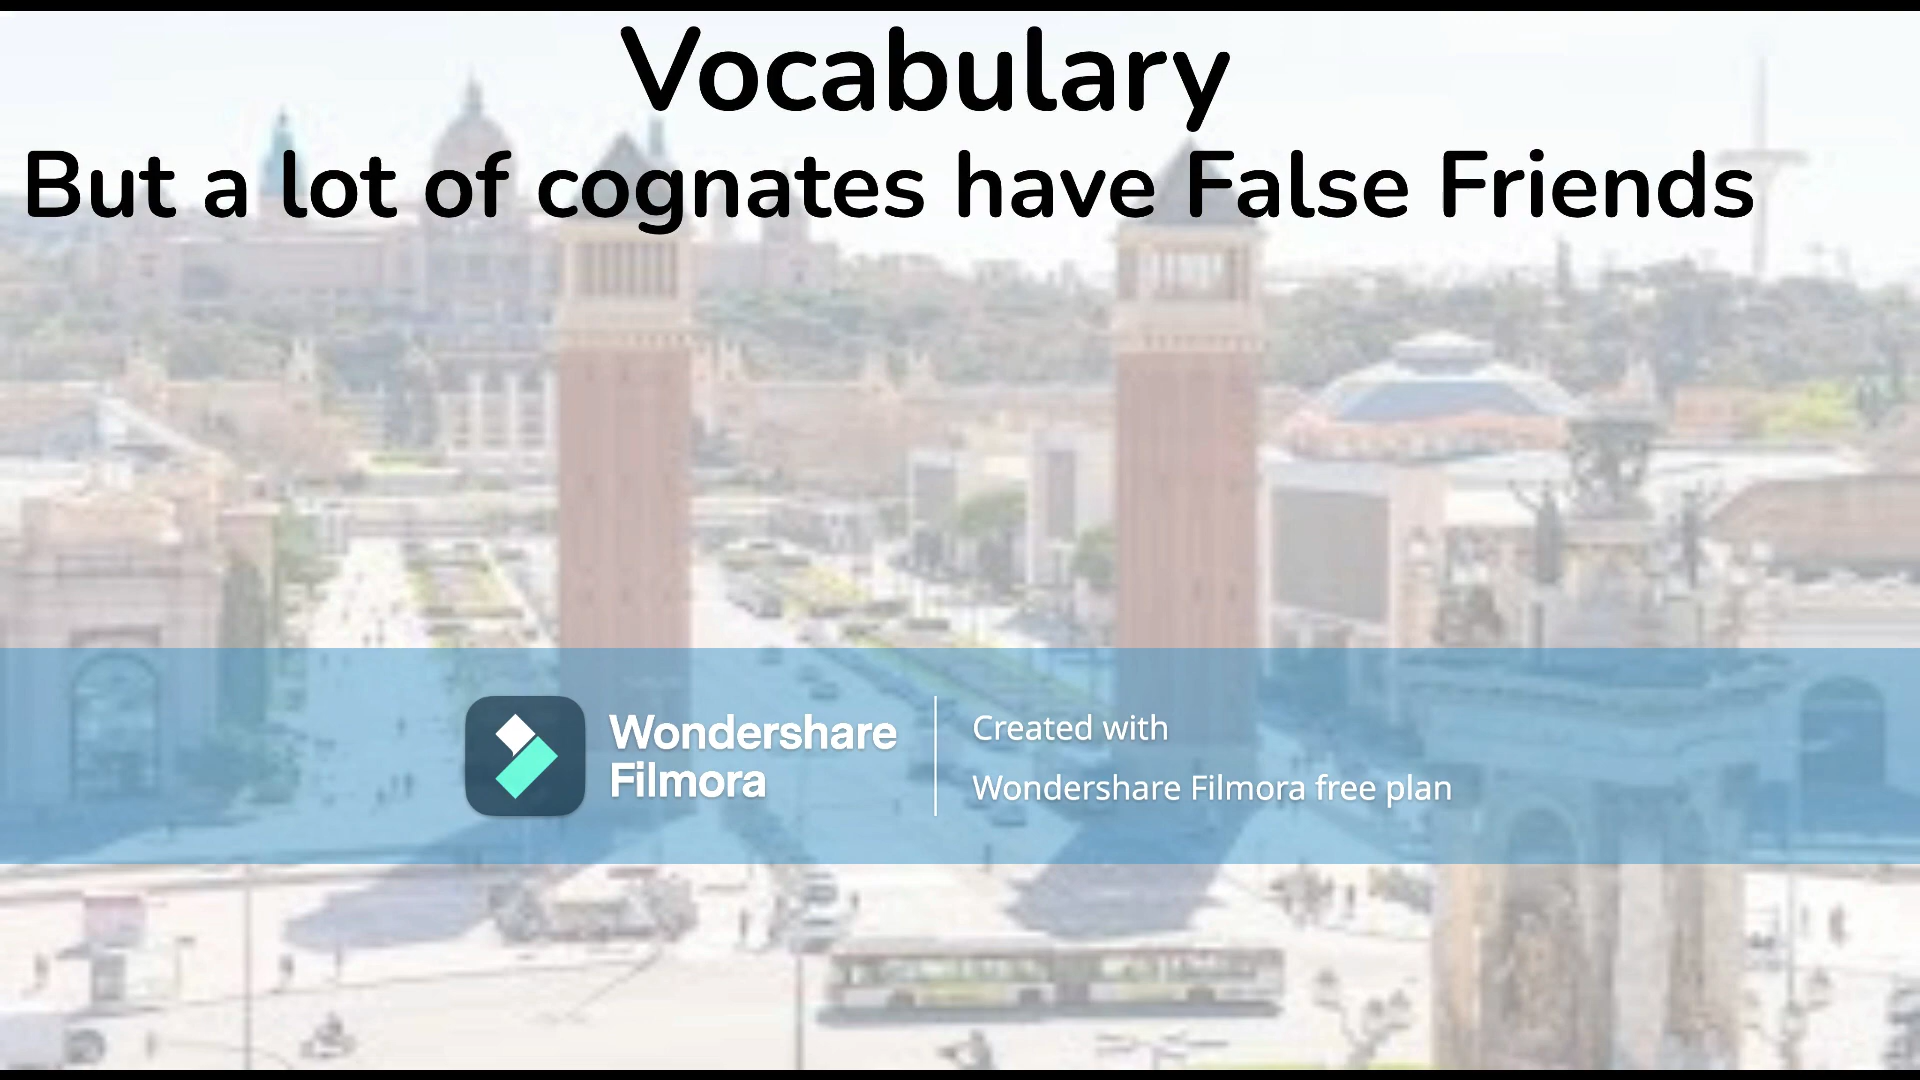 Vocabulary
But a lot of cognates have False Friends
Wondershare
Filmora
Created with
Wondershare Filmora free plan